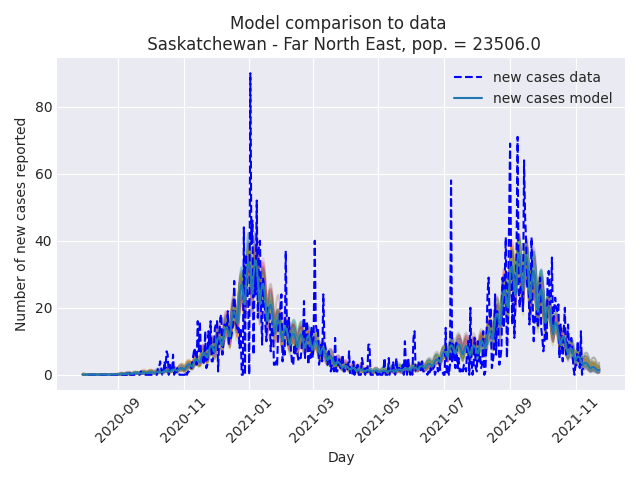 Model comparison to data
Saskatchewan - Far North East, pop. = 23506.0
new cases data
new cases model
Number of new cases reported
80
60
40
20
0
2020-09
2020-11
2021-01
2021-03
2021-05
2021-07
2021-09
2021-11
Day